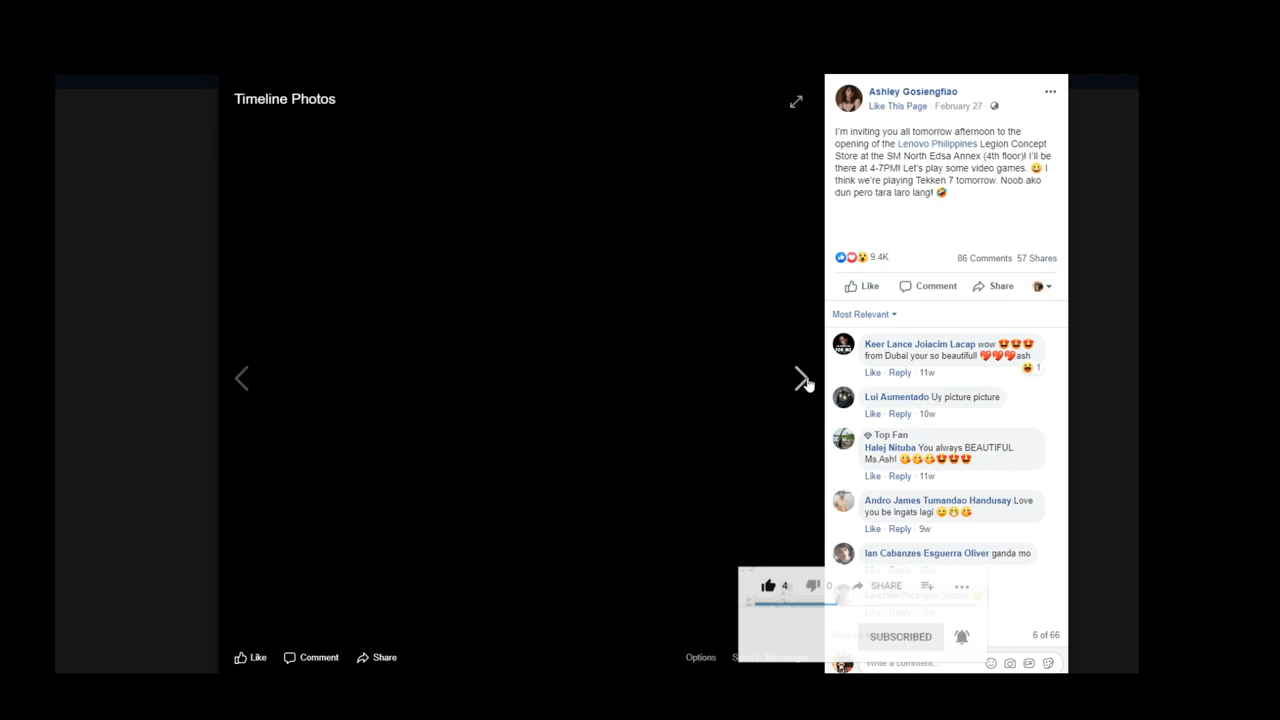 Timeline Photos
Ashley Gosiengfiao
Like This Page · February 27 ·
I'm inviting you all tomorrow afternoon to the
opening of the Lenovo Philippines Legion Concept
Store at the SM North Edsa Annex (4th floor)! I'll be
there at 4-7PM! Let's play some video games. 😀 I
think we're playing Tekken 7 tomorrow. Noob ako
dun pero tara laro lang! 🤣
9.4K
86 Comments 57 Shares
Like Comment Share
Most Relevant
Keer Lance Joiacim Lacap wow 😍😍😍
from Dubai your so beautiful! 💖💖💖ash
😆 1
Like · Reply · 11w
Lui Aumentado Uy picture picture
Like · Reply · 10w
Top Fan
Halej Nituba You always BEAUTIFUL
Ms.Ash! 😘😘😘😍😍😍
Like · Reply · 11w
Andro James Tumandao Handusay Love
you be ingats lagi 😉😁😘
Like · Reply · 9w
Ian Cabanzes Esguerra Oliver ganda mo
4 0 SHARE
Like · Reply
6 of 66
SUBSCRIBED
Write a comment...
Like Comment Share
Options